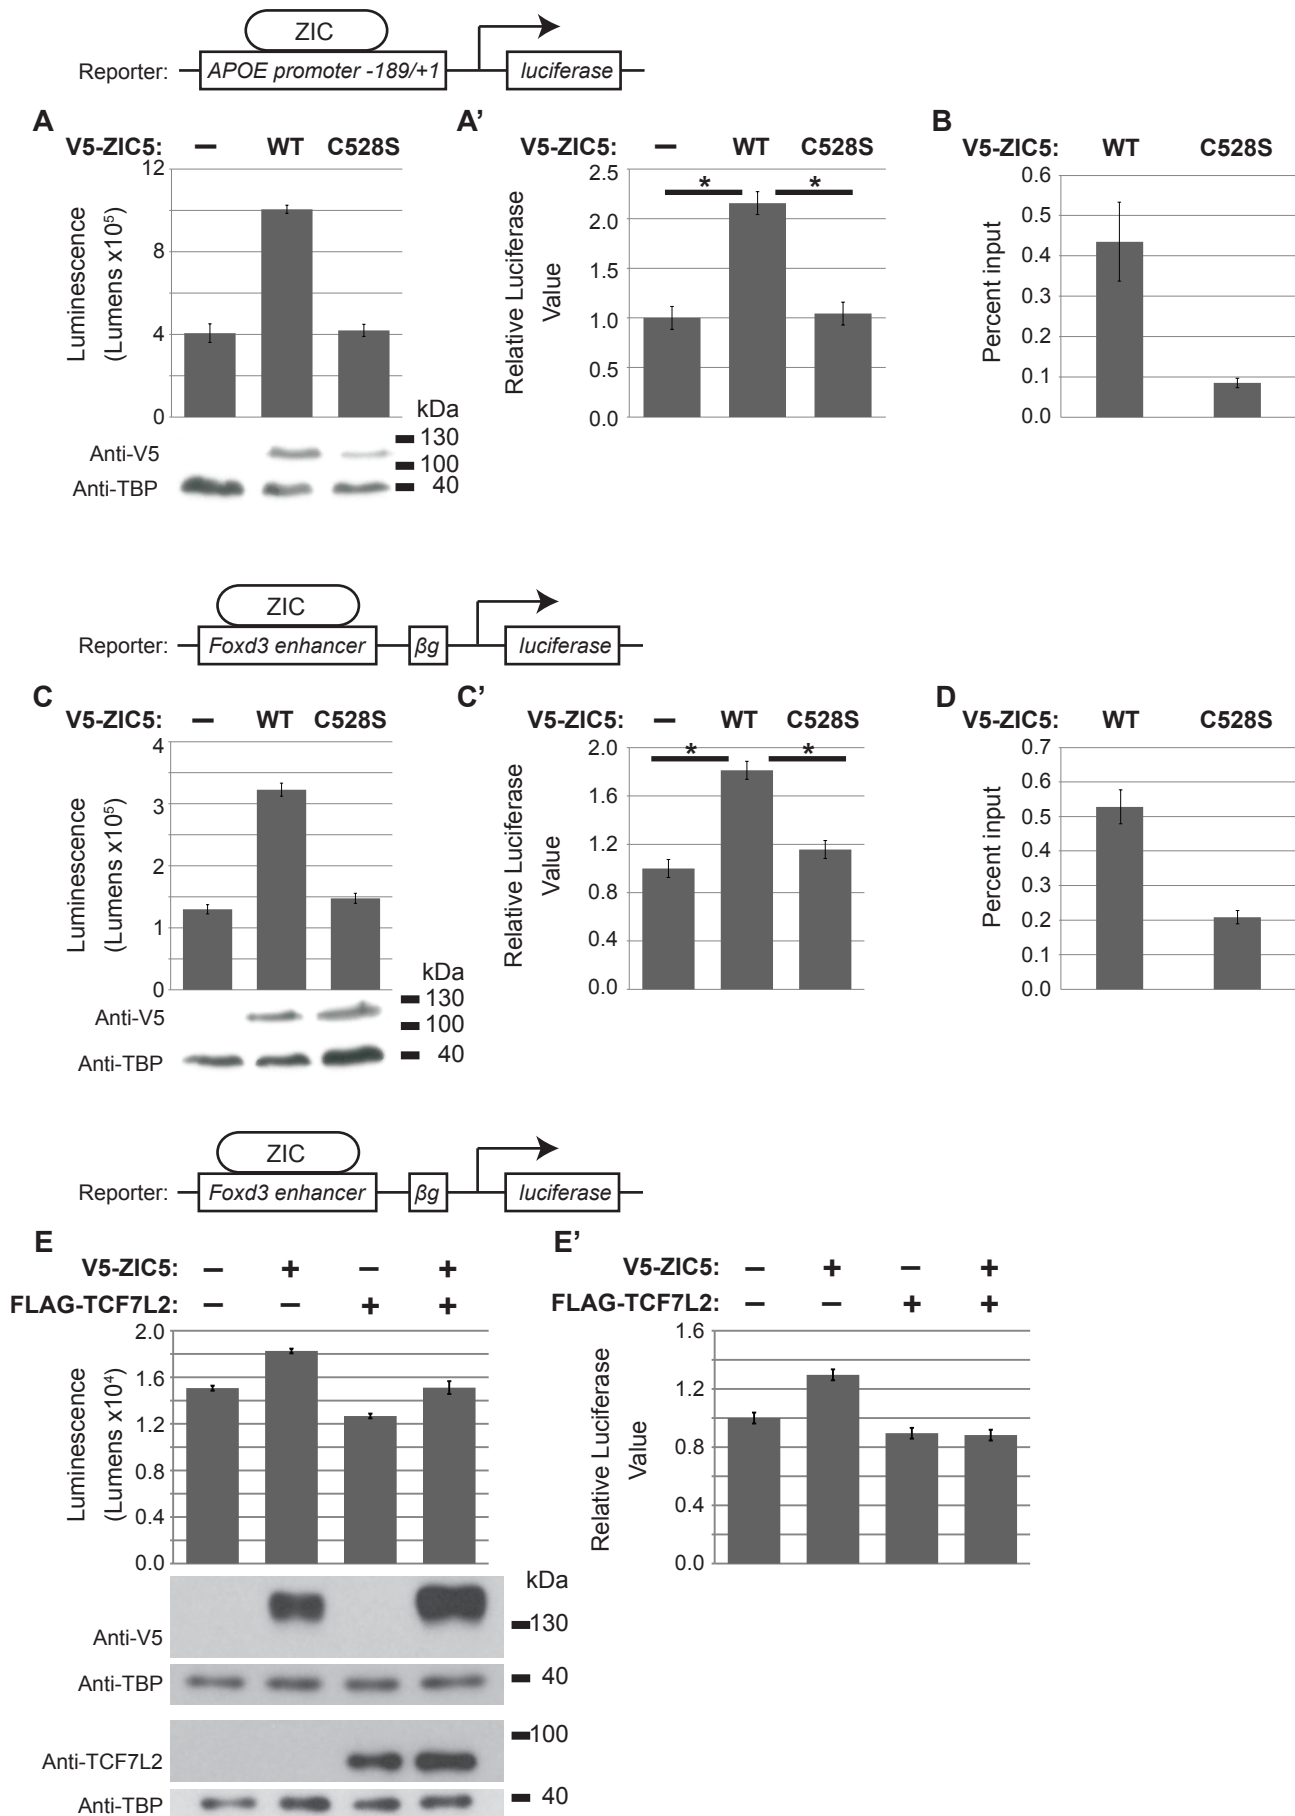 ZIC
Reporter: APOE promoter -189/+1 luciferase
A
V5-ZIC5: – WT C528S
Luminescence
(Lumens x10⁵)
12
8
4
0
kDa
130
100
40
Anti-V5
Anti-TBP
A'
V5-ZIC5: – WT C528S
* *
Relative Luciferase
Value
2.5
2.0
1.5
1.0
0.5
0.0
B
V5-ZIC5: WT C528S
Percent input
0.6
0.5
0.4
0.3
0.2
0.1
0.0
ZIC
Reporter: Foxd3 enhancer βg luciferase
C
V5-ZIC5: – WT C528S
Luminescence
(Lumens x10⁵)
4
3
2
1
0
kDa
130
100
40
Anti-V5
Anti-TBP
C'
V5-ZIC5: – WT C528S
* *
Relative Luciferase
Value
2.0
1.6
1.2
0.8
0.4
0.0
D
V5-ZIC5: WT C528S
Percent input
0.7
0.6
0.5
0.4
0.3
0.2
0.1
0.0
ZIC
Reporter: Foxd3 enhancer βg luciferase
E
V5-ZIC5: – + – +
FLAG-TCF7L2: – – + +
Luminescence
(Lumens x10⁴)
2.0
1.6
1.2
0.8
0.4
0.0
kDa
Anti-V5
130
Anti-TBP
40
100
Anti-TCF7L2
Anti-TBP
40
E'
V5-ZIC5: – + – +
FLAG-TCF7L2: – – + +
Relative Luciferase
Value
1.6
1.2
0.8
0.4
0.0